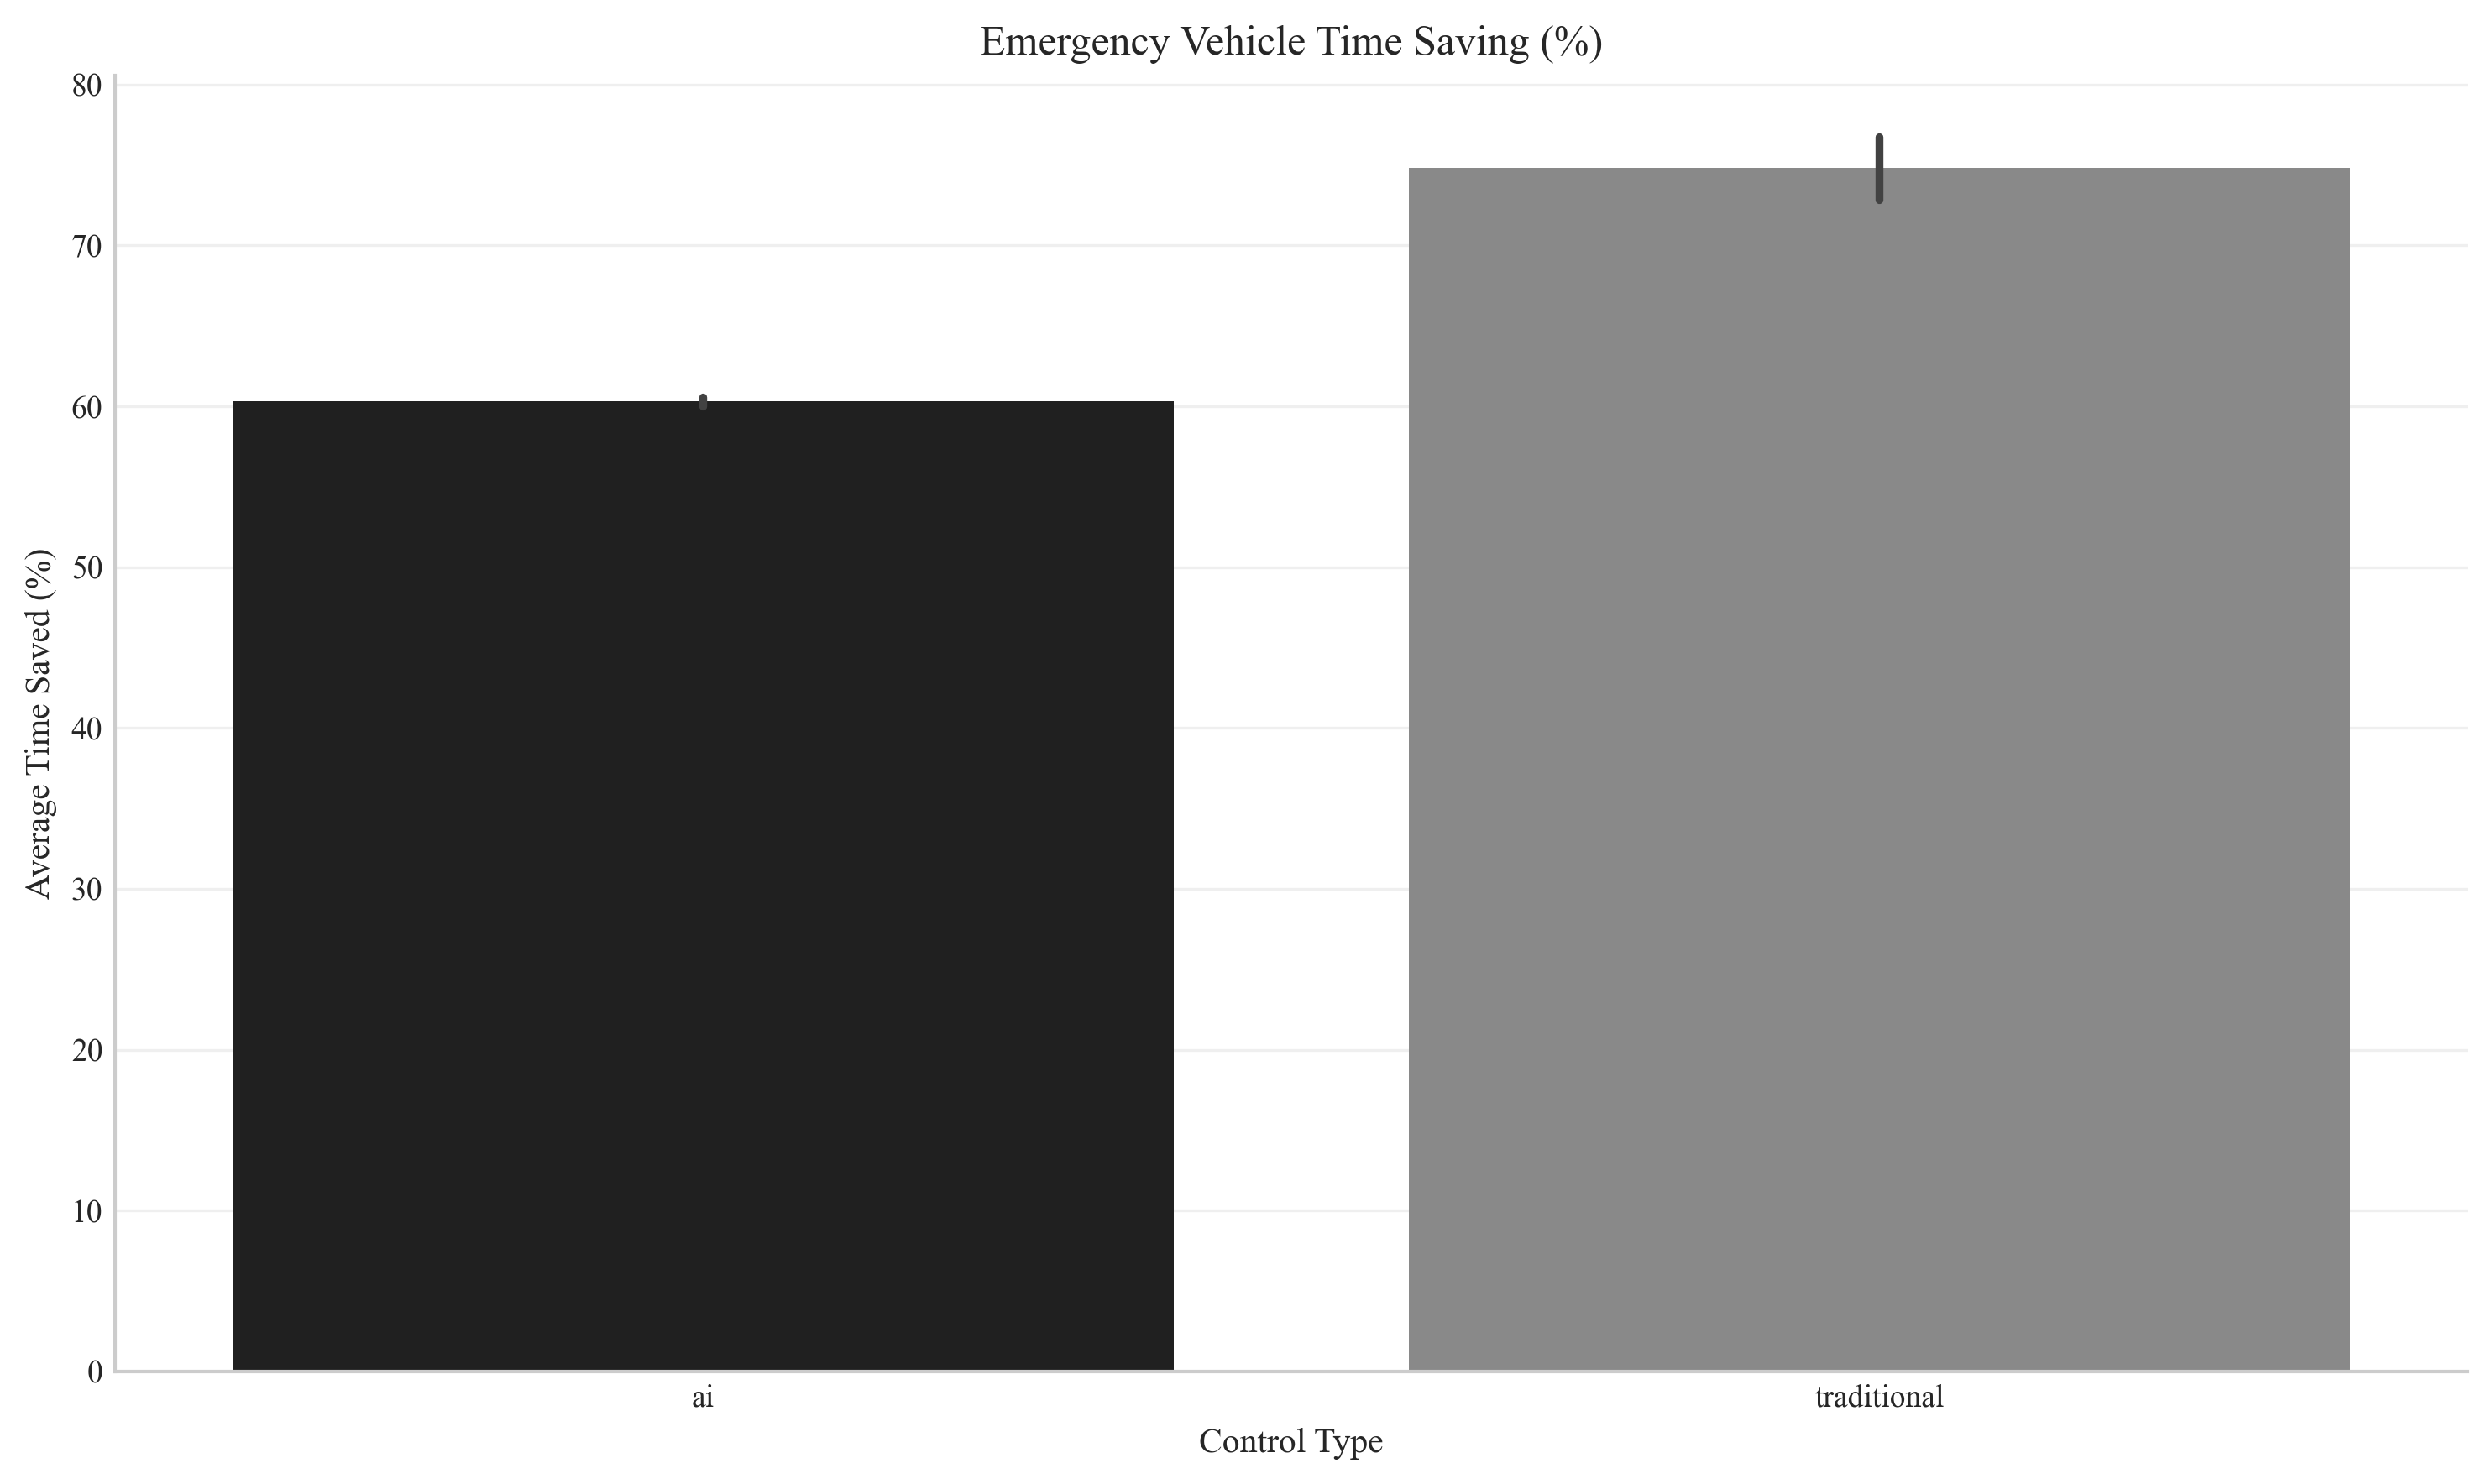 Emergency Vehicle Time Saving (%)
80
70
60
50
40
30
20
10
0
Average Time Saved (%)
ai
traditional
Control Type